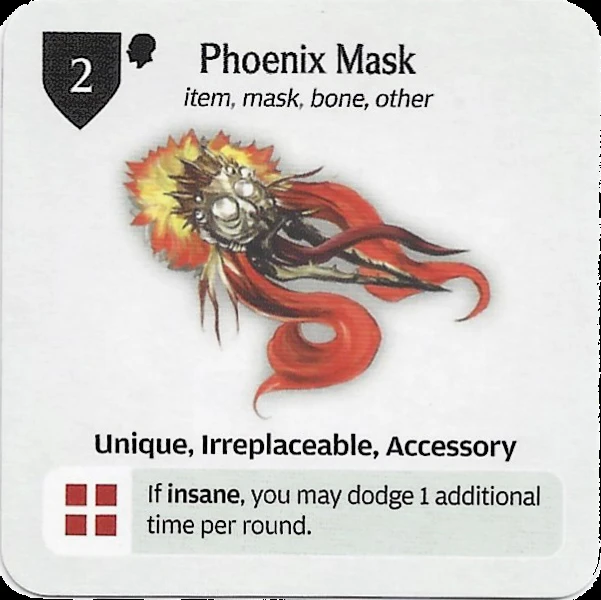 2
Phoenix Mask
item, mask, bone, other
Unique, Irreplaceable, Accessory
If insane, you may dodge 1 additional
time per round.